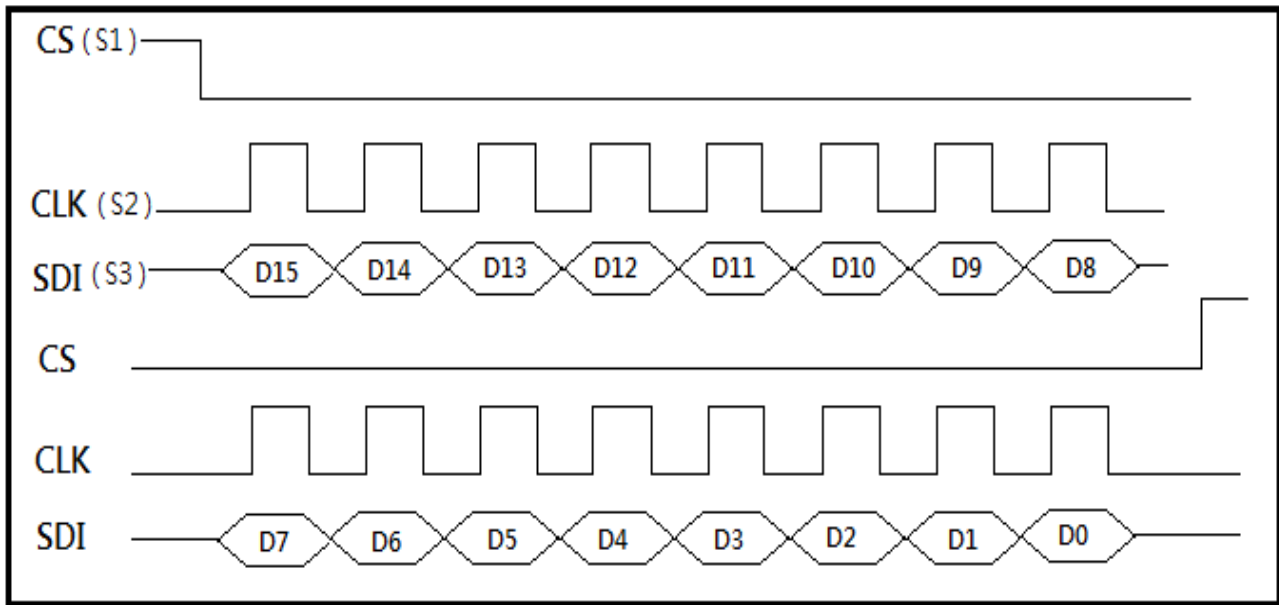 CS (S1)
CLK (S2)
SDI (S3) D15 D14 D13 D12 D11 D10 D9 D8
CS
CLK
SDI D7 D6 D5 D4 D3 D2 D1 D0